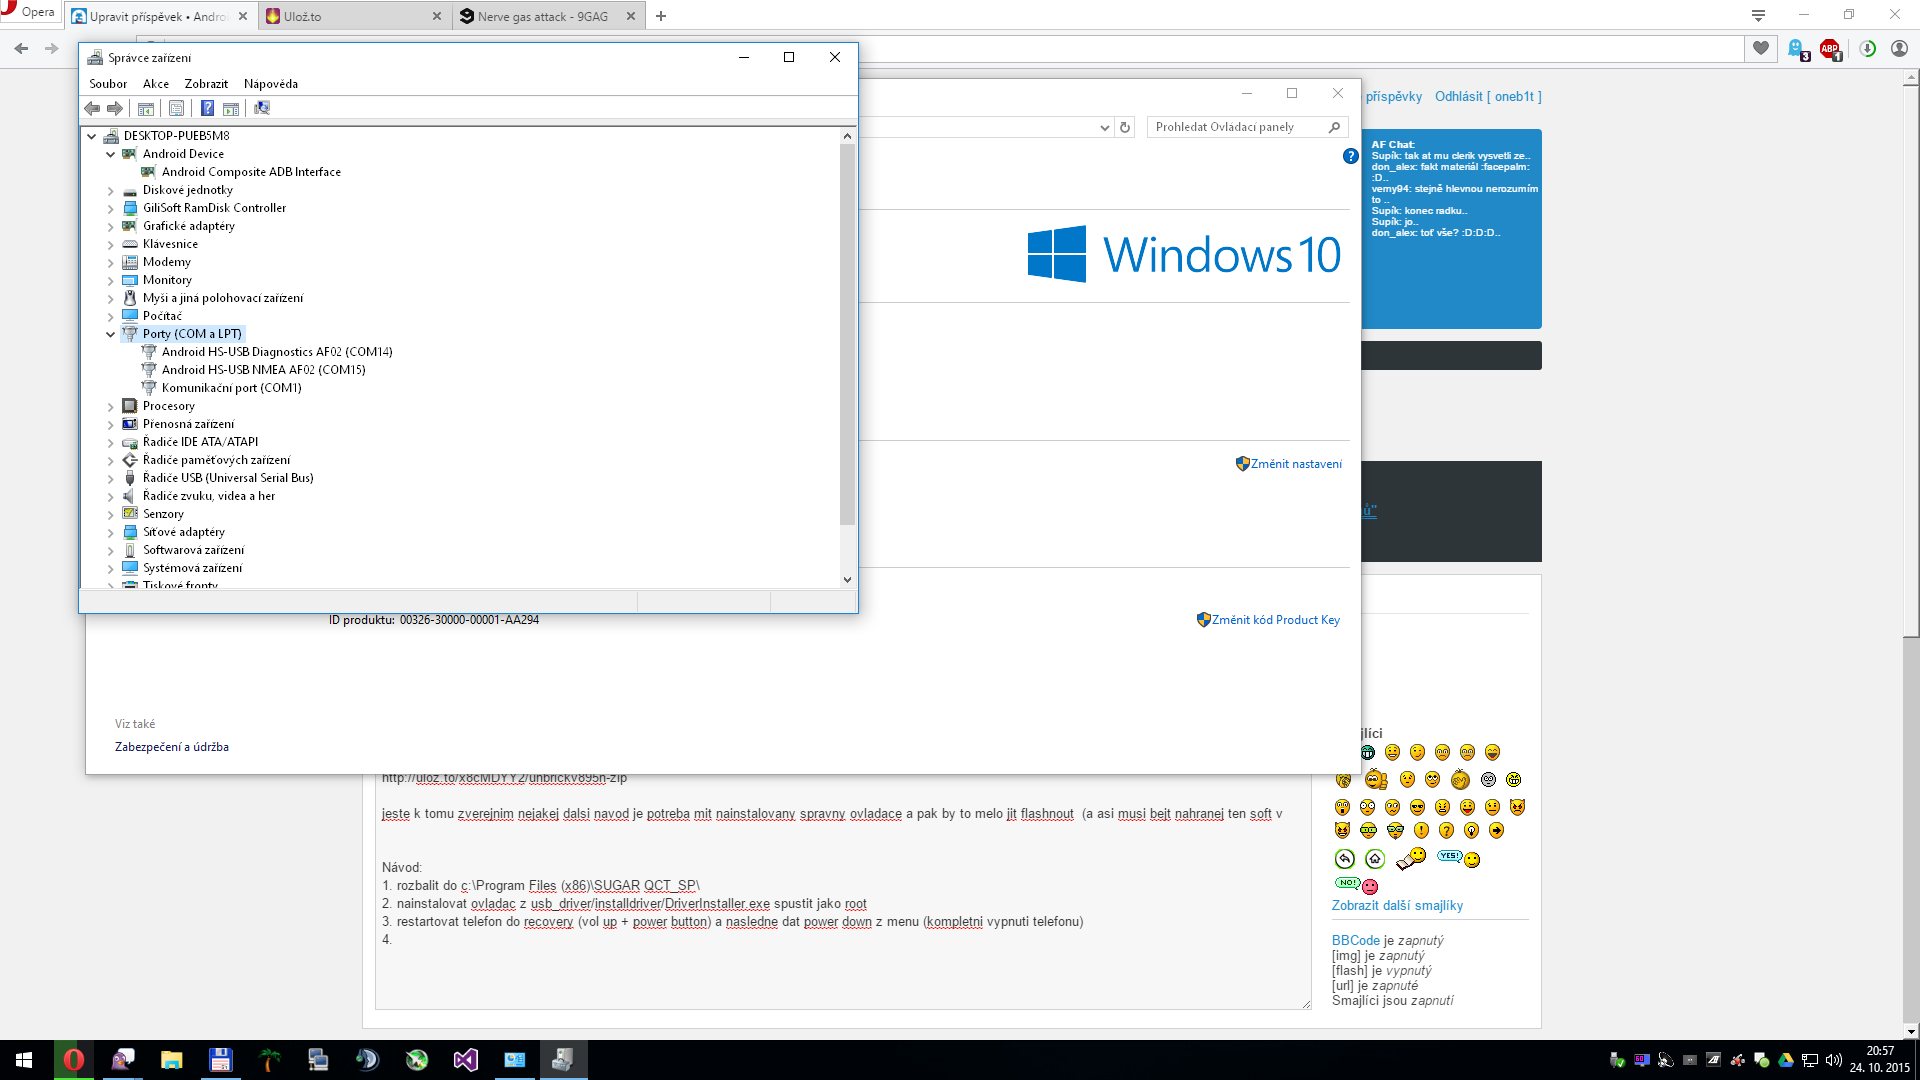 Opera
Upravit příspěvek • Androi
Ulož.to
Nerve gas attack - 9GAG
Správce zařízení
Soubor Akce Zobrazit Nápověda
DESKTOP-PUEB5M8
Android Device
Android Composite ADB Interface
Diskové jednotky
GiliSoft RamDisk Controller
Grafické adaptéry
Klávesnice
Modemy
Monitory
Myši a jiná polohovací zařízení
Počítač
Porty (COM a LPT)
Android HS-USB Diagnostics AF02 (COM14)
Android HS-USB NMEA AF02 (COM15)
Komunikační port (COM1)
Procesory
Přenosná zařízení
Řadiče IDE ATA/ATAPI
Řadiče paměťových zařízení
Řadiče USB (Universal Serial Bus)
Řadiče zvuku, videa a her
Senzory
Síťové adaptéry
Softwarová zařízení
Systémová zařízení
Tiskové fronty
Prohledat Ovládací panely
Windows 10
Změnit nastavení
ID produktu: 00326-30000-00001-AA294
Změnit kód Product Key
Viz také
Zabezpečení a údržba
příspěvky Odhlásit [ oneb1t ]
AF Chat:
Supík: tak at mu clerik vysvetli ze..
don_alex: fakt materiál :facepalm:
:D..
vemy94: stejně hlevnou nerozumím
to ..
Supík: konec radku..
Supík: jo..
don_alex: toť vše? :D:D:D..
ů"
http://uloz.to/x8cMDYY2/unbrickv895n-zip
jeste k tomu zverejnim nejakej dalsi navod je potreba mit nainstalovany spravny ovladace a pak by to melo jit flashnout (a asi musi bejt nahranej ten soft v
Návod:
1. rozbalit do c:\Program Files (x86)\SUGAR QCT_SP\
2. nainstalovat ovladac z usb_driver/installdriver/DriverInstaller.exe spustit jako root
3. restartovat telefon do recovery (vol up + power button) a nasledne dat power down z menu (kompletni vypnuti telefonu)
4.
jlíci
YES!
NO!
Zobrazit další smajlíky
BBCode je zapnutý
[img] je zapnutý
[flash] je vypnutý
[url] je zapnuté
Smajlíci jsou zapnutí
3
ABP
1
20:57
24. 10. 2015